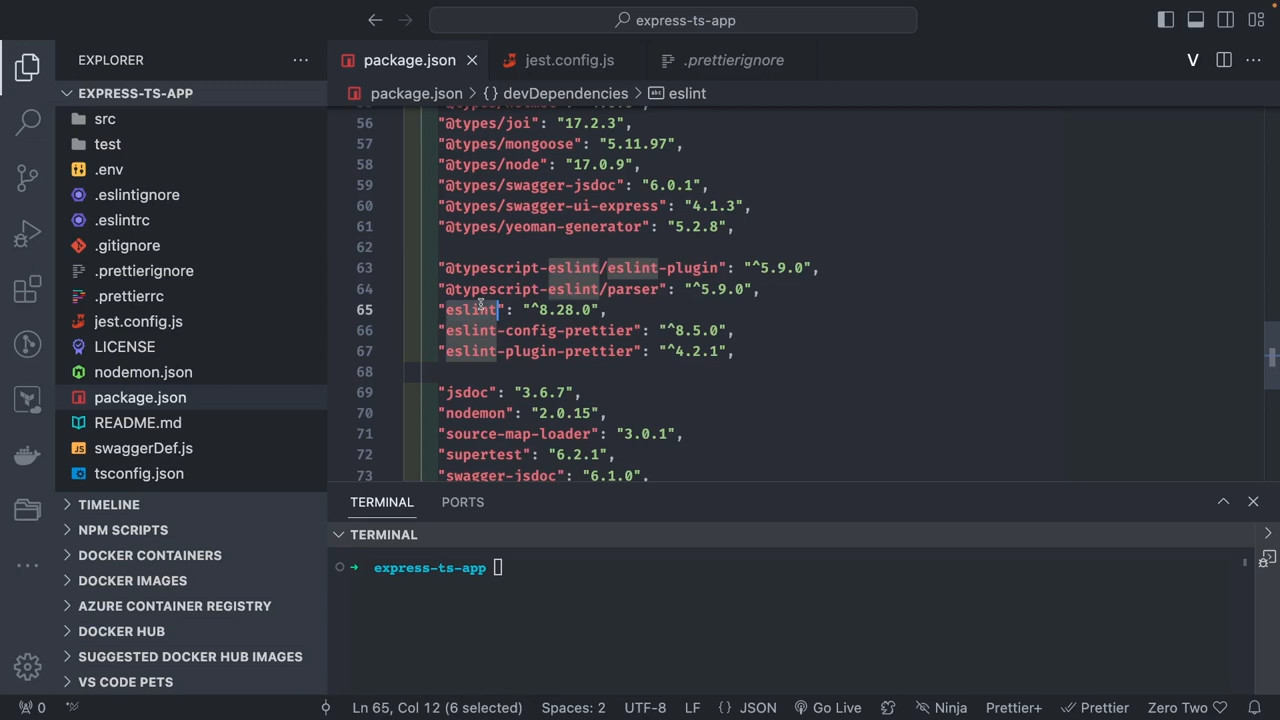 express-ts-app
EXPLORER
package.json
jest.config.js
.prettierignore
V
EXPRESS-TS-APP
package.json > {} devDependencies > abc eslint
src
test
.env
.eslintignore
.eslintrc
.gitignore
.prettierignore
.prettierrc
jest.config.js
LICENSE
nodemon.json
package.json
README.md
swaggerDef.js
tsconfig.json
TIMELINE
NPM SCRIPTS
DOCKER CONTAINERS
DOCKER IMAGES
AZURE CONTAINER REGISTRY
DOCKER HUB
SUGGESTED DOCKER HUB IMAGES
VS CODE PETS
56 "@types/joi": "17.2.3",
57 "@types/mongoose": "5.11.97",
58 "@types/node": "17.0.9",
59 "@types/swagger-jsdoc": "6.0.1",
60 "@types/swagger-ui-express": "4.1.3",
61 "@types/yeoman-generator": "5.2.8",
62
63 "@typescript-eslint/eslint-plugin": "^5.9.0",
64 "@typescript-eslint/parser": "^5.9.0",
65 "eslint": "^8.28.0",
66 "eslint-config-prettier": "^8.5.0",
67 "eslint-plugin-prettier": "^4.2.1",
68
69 "jsdoc": "3.6.7",
70 "nodemon": "2.0.15",
71 "source-map-loader": "3.0.1",
72 "supertest": "6.2.1",
73 "swagger-jsdoc": "6.1.0",
TERMINAL
PORTS
TERMINAL
express-ts-app
0
Ln 65, Col 12 (6 selected)
Spaces: 2
UTF-8
LF
{} JSON
Go Live
Ninja
Prettier+
Prettier
Zero Two